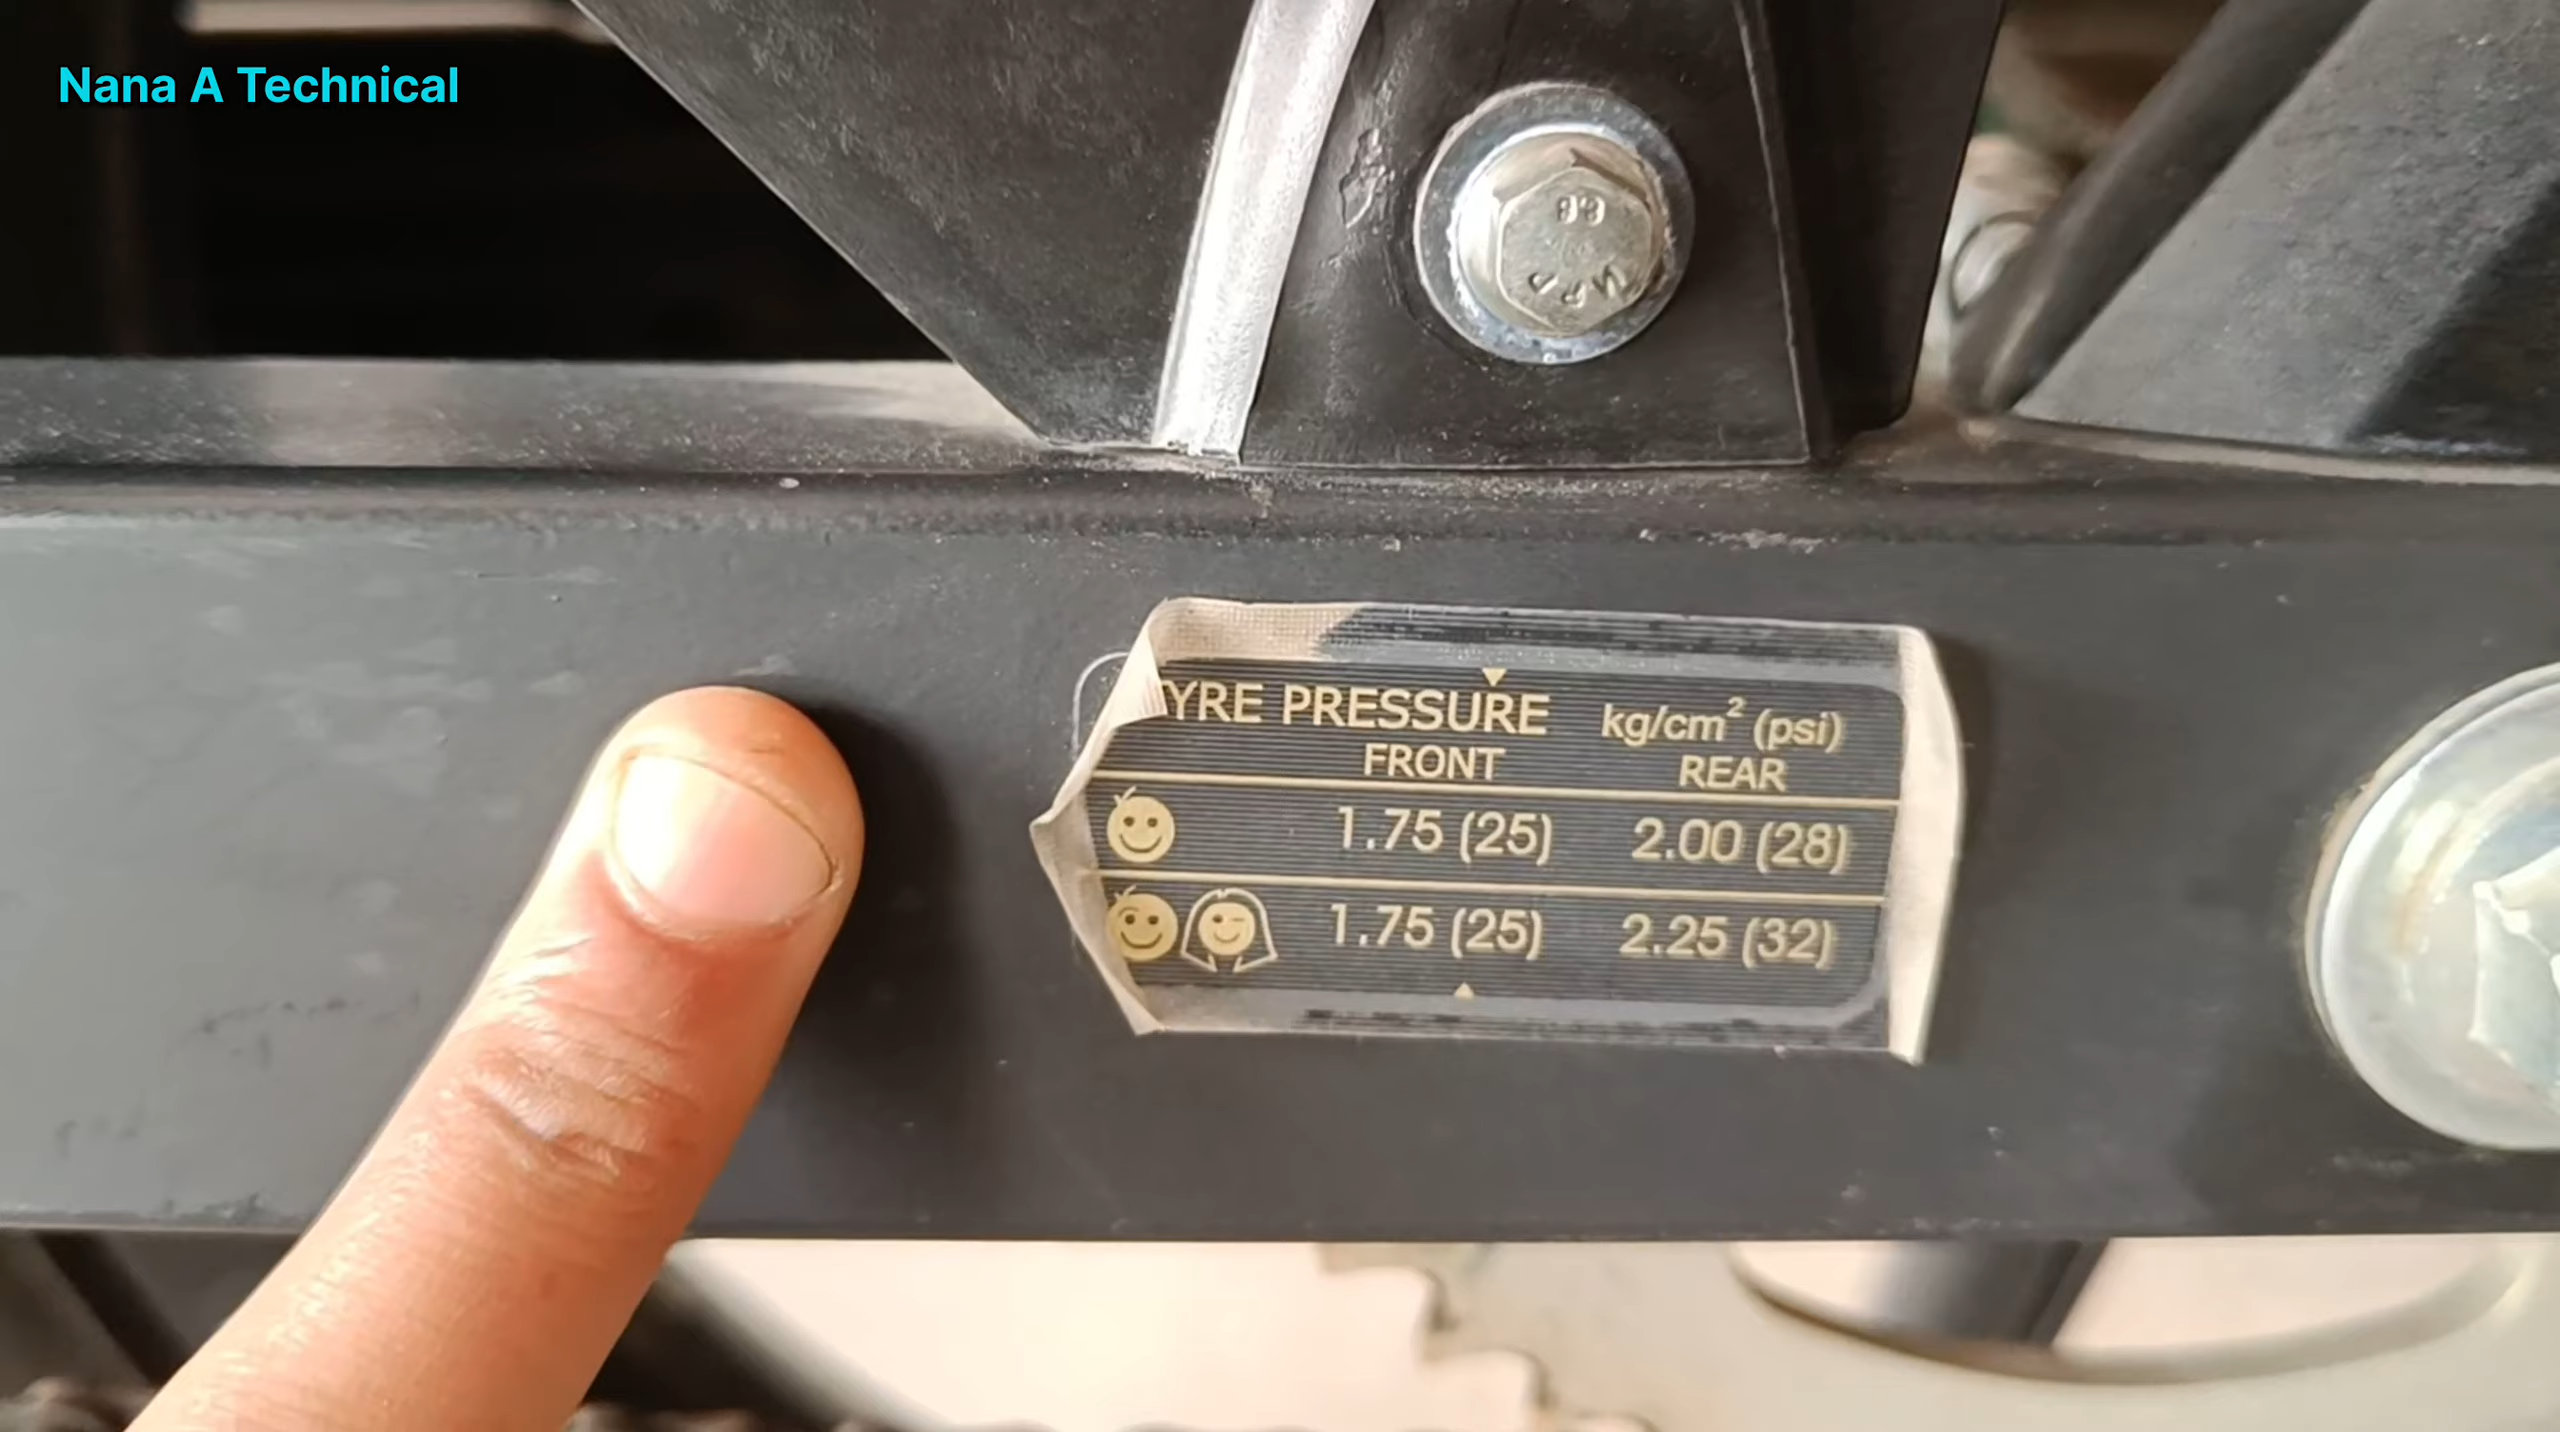 Nana A Technical
YRE PRESSURE kg/cm² (psi)
FRONT REAR
1.75 (25) 2.00 (28)
1.75 (25) 2.25 (32)